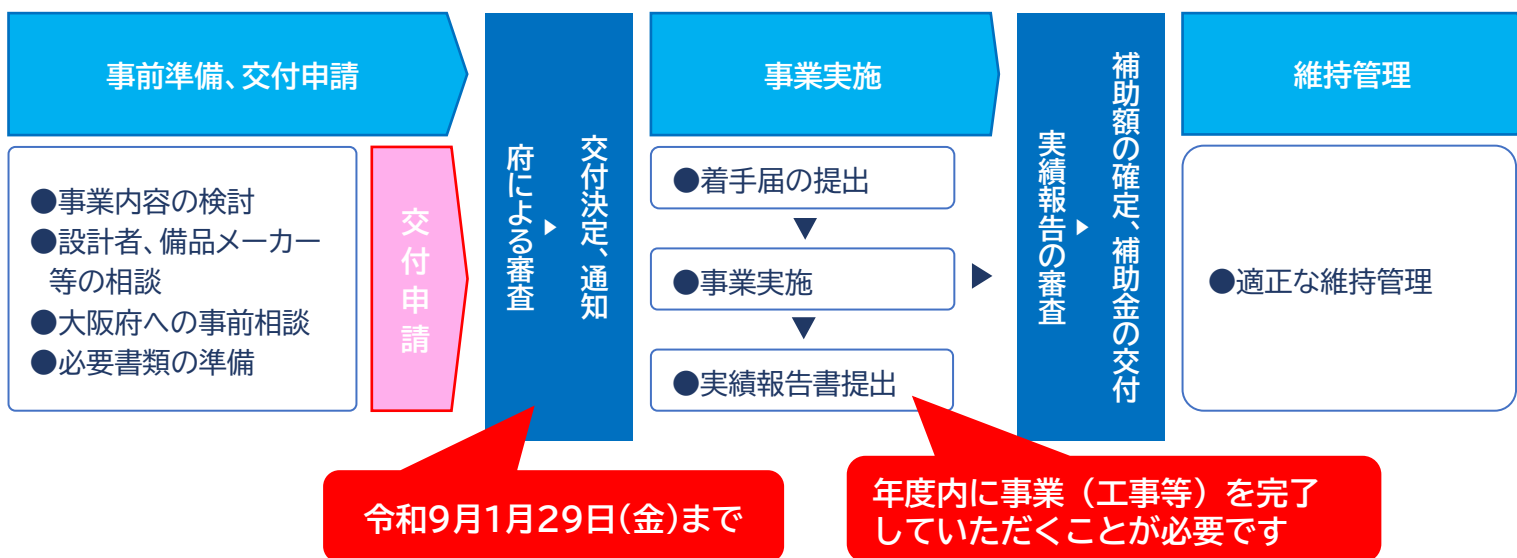 事前準備、交付申請
●事業内容の検討
●設計者、備品メーカー
等の相談
●大阪府への事前相談
●必要書類の準備
交付申請
府による審査
交付決定、通知
事業実施
●着手届の提出
●事業実施
●実績報告書提出
実績報告の審査
補助額の確定、補助金の交付
維持管理
●適正な維持管理
令和9月1月29日(金)まで
年度内に事業（工事等）を完了
していただくことが必要です